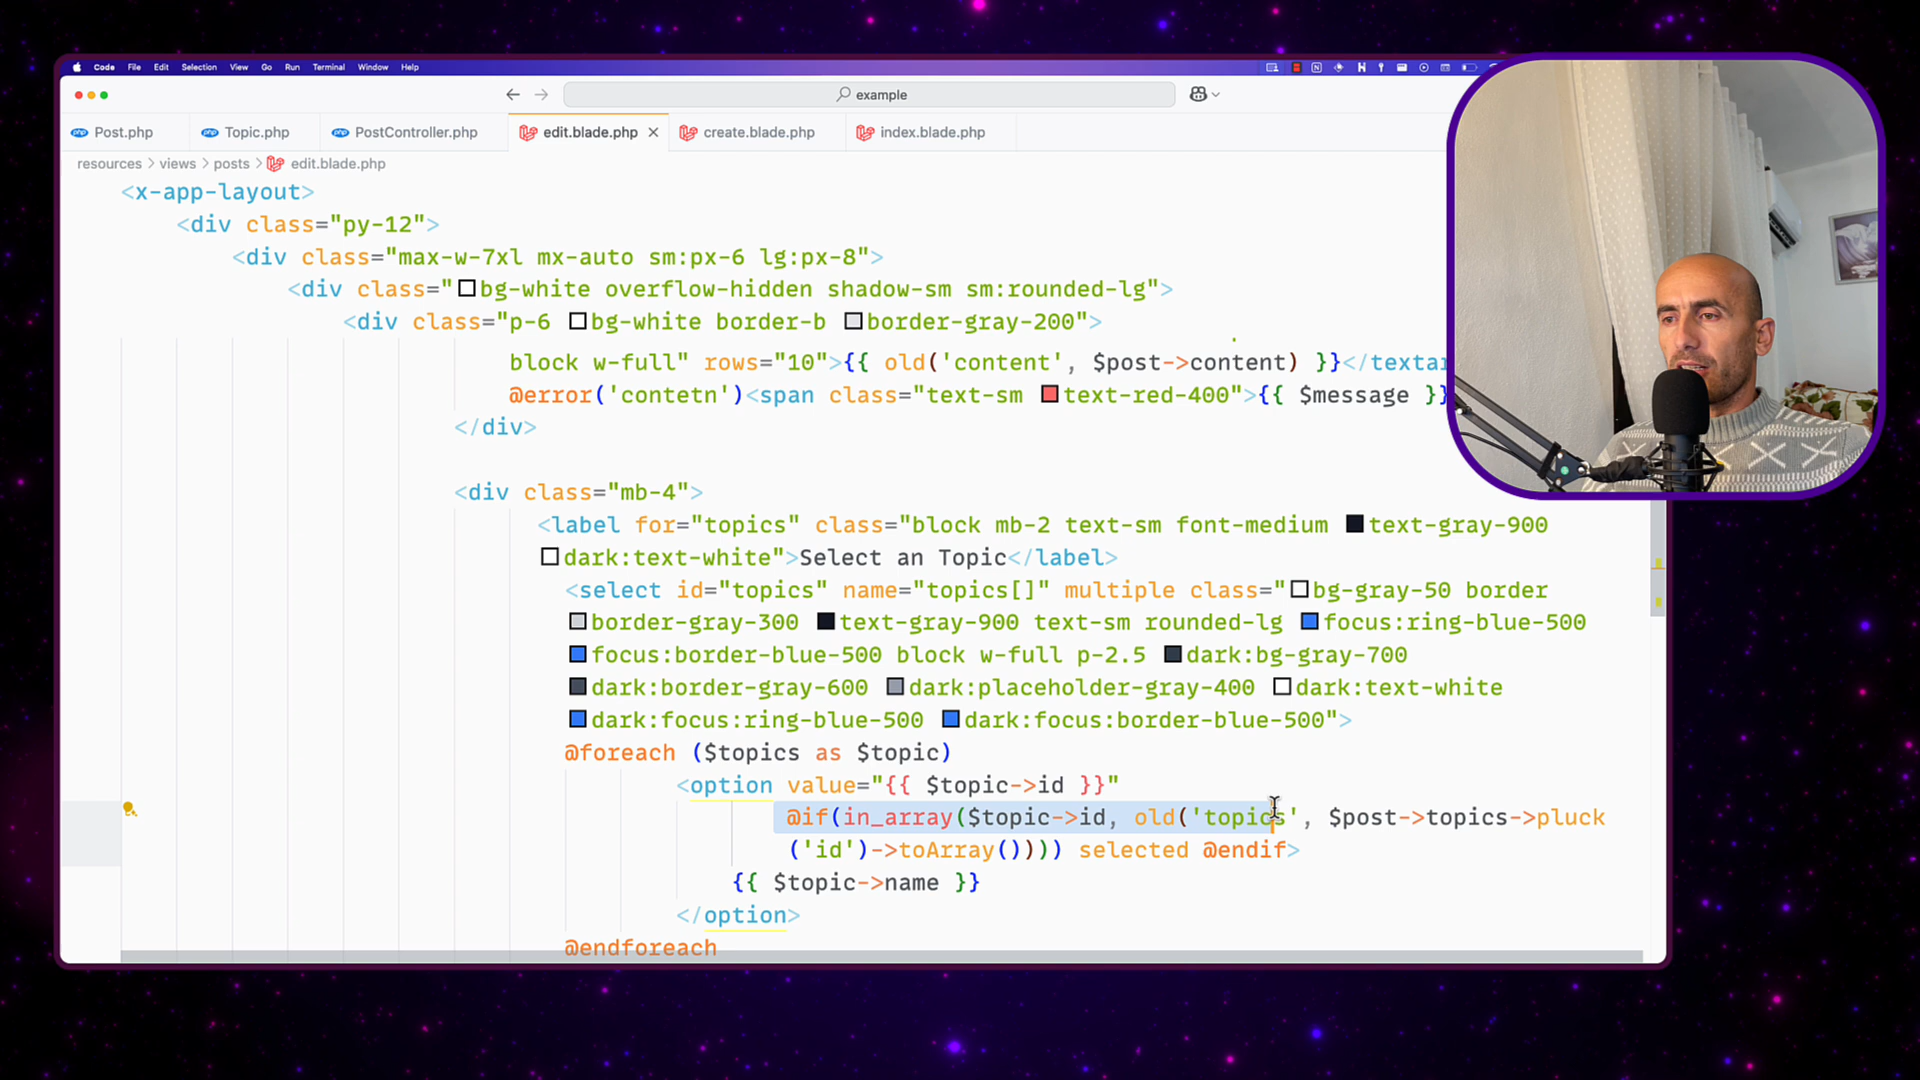 Code File Edit Selection View Go Run Terminal Window Help
example
Post.php Topic.php PostController.php edit.blade.php create.blade.php index.blade.php
resources > views > posts > edit.blade.php
<x-app-layout>
<div class="py-12">
<div class="max-w-7xl mx-auto sm:px-6 lg:px-8">
<div class="bg-white overflow-hidden shadow-sm sm:rounded-lg">
<div class="p-6 bg-white border-b border-gray-200">
block w-full" rows="10">{{ old('content', $post->content) }}</textar
@error('contetn')<span class="text-sm text-red-400">{{ $message }}
</div>
<div class="mb-4">
<label for="topics" class="block mb-2 text-sm font-medium text-gray-900
dark:text-white">Select an Topic</label>
<select id="topics" name="topics[]" multiple class="bg-gray-50 border
border-gray-300 text-gray-900 text-sm rounded-lg focus:ring-blue-500
focus:border-blue-500 block w-full p-2.5 dark:bg-gray-700
dark:border-gray-600 dark:placeholder-gray-400 dark:text-white
dark:focus:ring-blue-500 dark:focus:border-blue-500">
@foreach ($topics as $topic)
<option value="{{ $topic->id }}"
@if(in_array($topic->id, old('topics', $post->topics->pluck
('id')->toArray()))) selected @endif>
{{ $topic->name }}
</option>
@endforeach